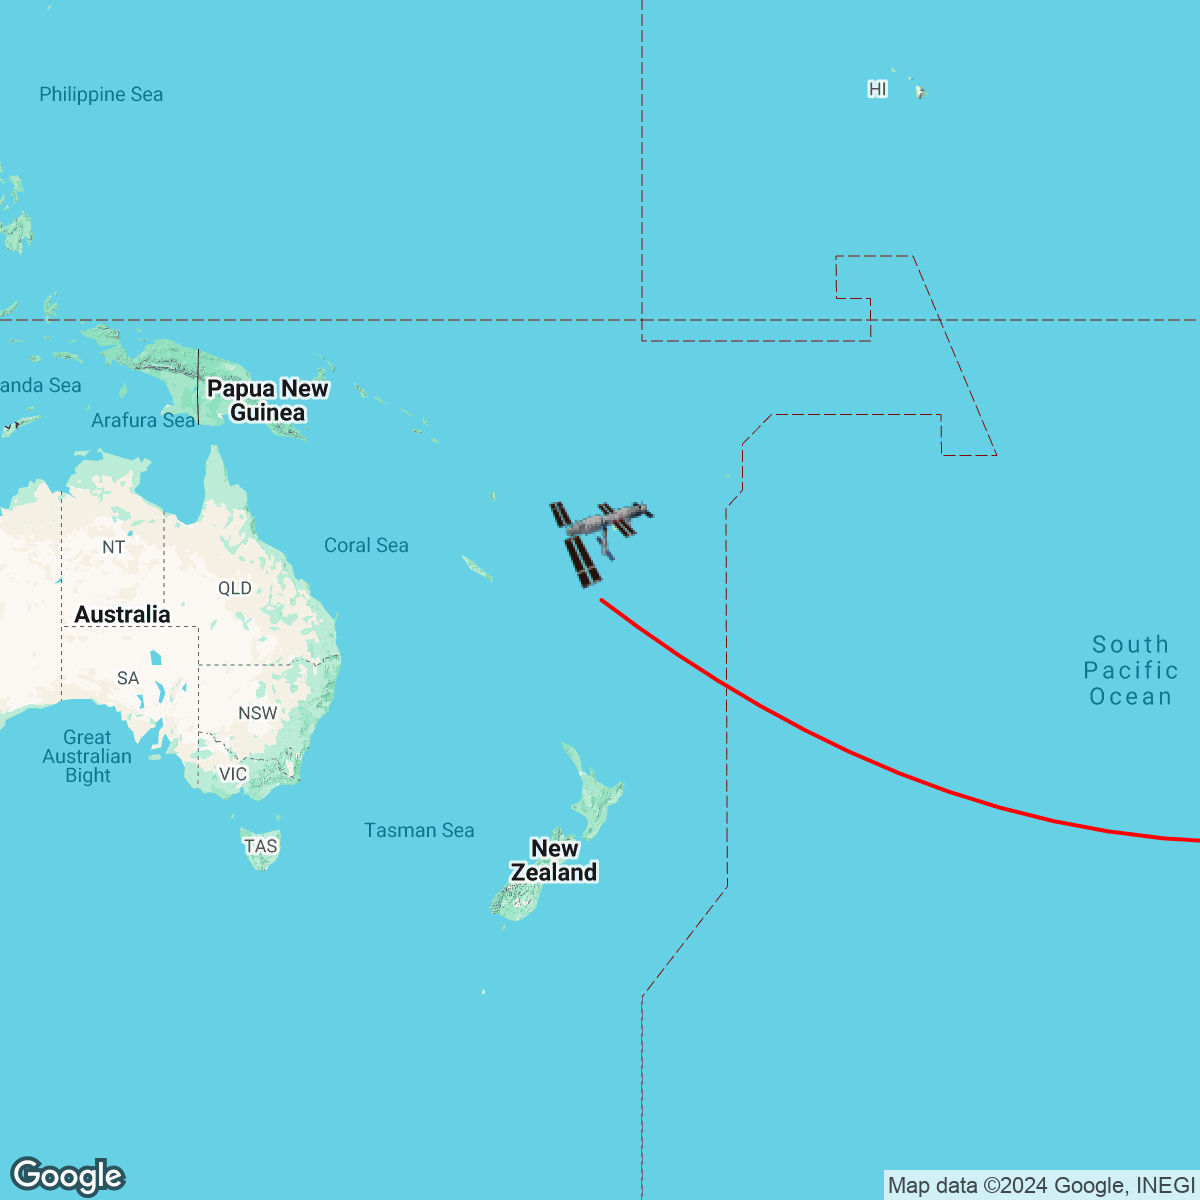 Philippine Sea
HI
anda Sea
Papua New
Guinea
Arafura Sea
NT
Coral Sea
QLD
Australia
South
Pacific
Ocean
SA
NSW
Great
Australian
Bight
VIC
TAS
Tasman Sea
New
Zealand
Google
Map data ©2024 Google, INEGI